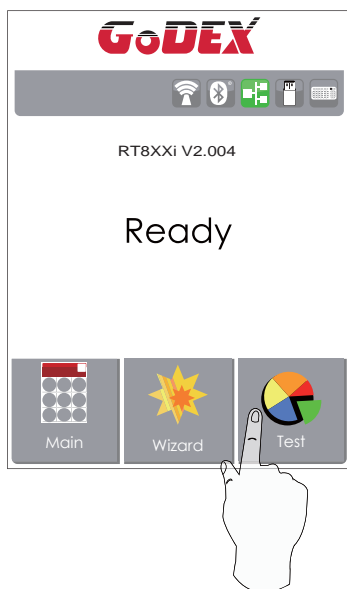 GoDEX
RT8XXi V2.004
Ready
Main
Wizard
Test